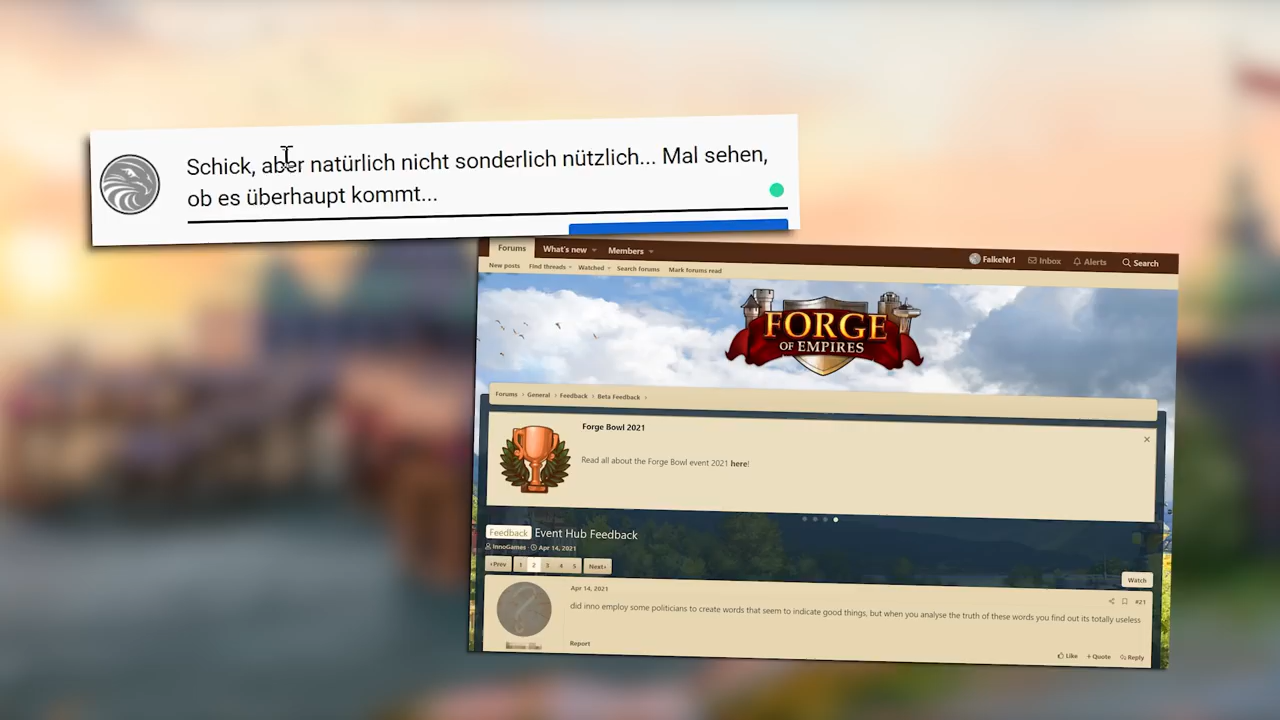 Schick, aber natürlich nicht sonderlich nützlich... Mal sehen,
ob es überhaupt kommt...
Forums What's new Members FalkeNr1 Inbox Alerts Search
New posts Find threads Watched Search forums Mark forums read
FORGE
OF EMPIRES
Forums › General › Feedback › Beta Feedback ›
Forge Bowl 2021
Read all about the Forge Bowl event 2021 here!
Feedback Event Hub Feedback
InnoGames · Apr 14, 2021
‹ Prev 1 2 3 4 5 Next ›
Watch
Apr 14, 2021 #21
did inno employ some politicians to create words that seem to indicate good things, but when you analyse the truth of these words you find out its totally useless
Report Like + Quote Reply